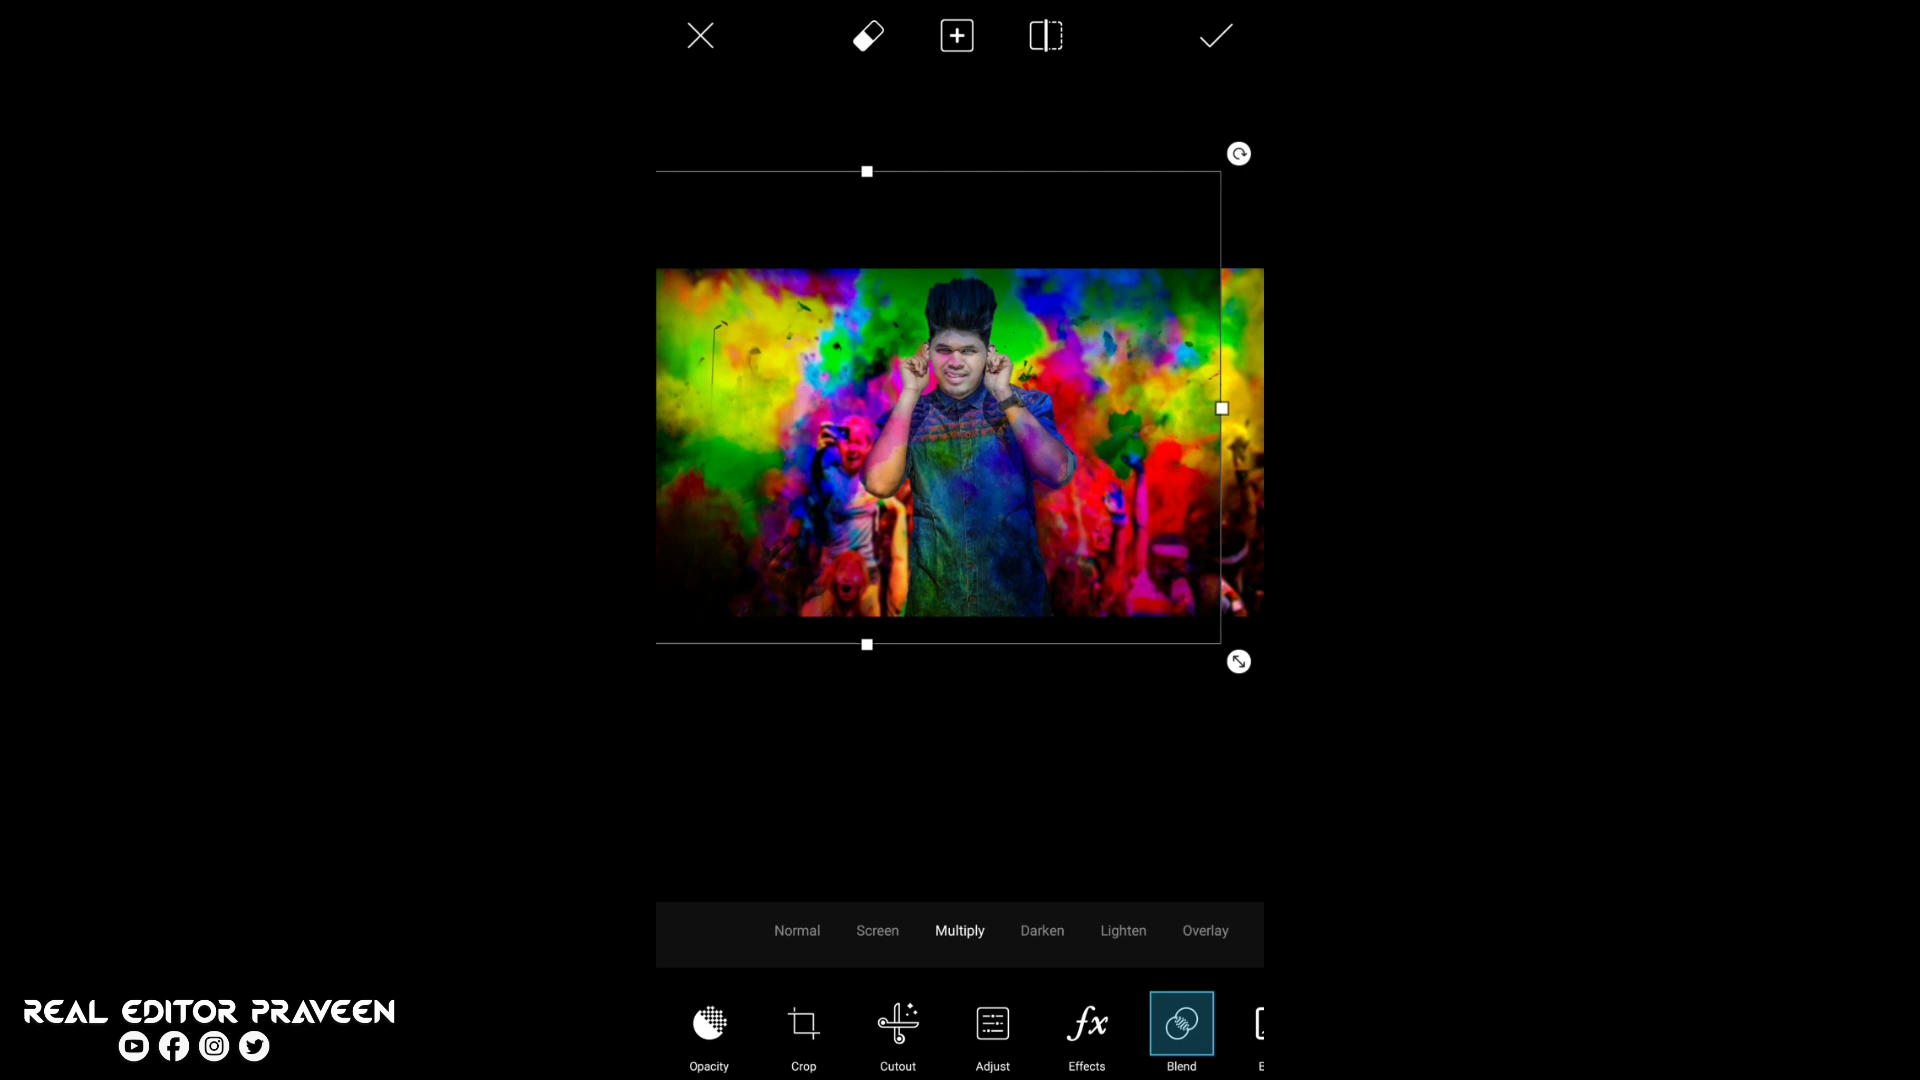 Normal Screen Multiply Darken Lighten Overlay
REAL EDITOR PRAVEEN
Opacity Crop Cutout Adjust Effects Blend